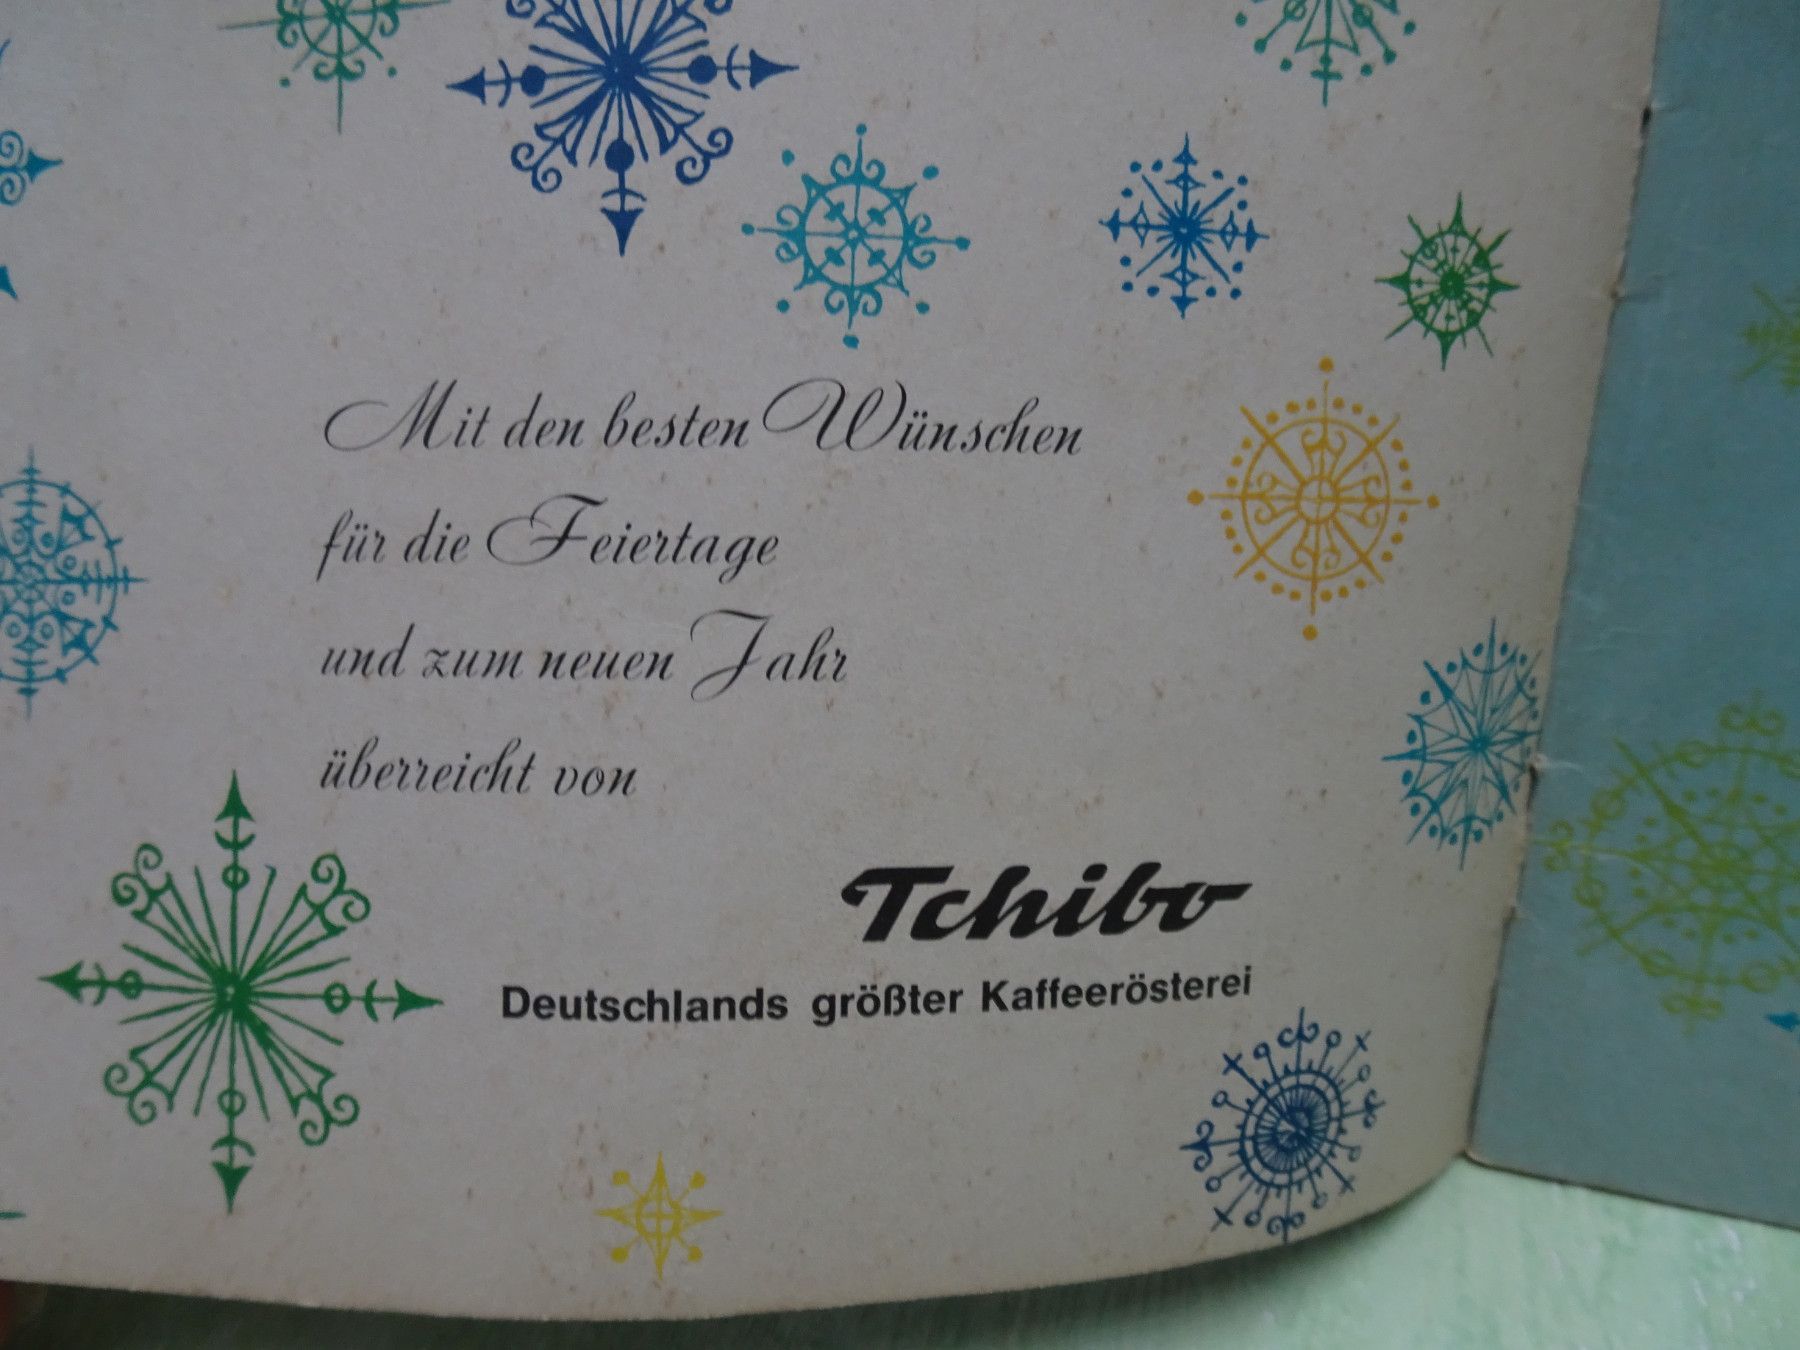 Mit den besten Wünschen
für die Feiertage
und zum neuen Jahr
überreicht von
Tchibo
Deutschlands größter Kaffeerösterei